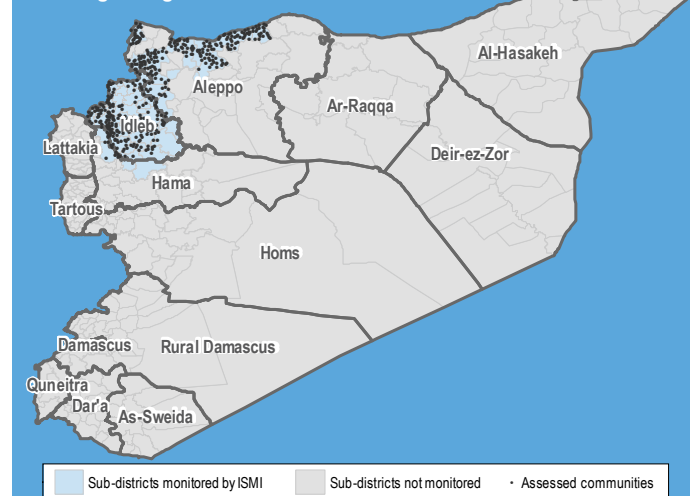 Al-Hasakeh
Aleppo
Ar-Raqqa
Idleb
Lattakia
Deir-ez-Zor
Hama
Tartous
Homs
Damascus
Rural Damascus
Quneitra
Dar'a
As-Sweida
Sub-districts monitored by ISMI
Sub-districts not monitored
Assessed communities